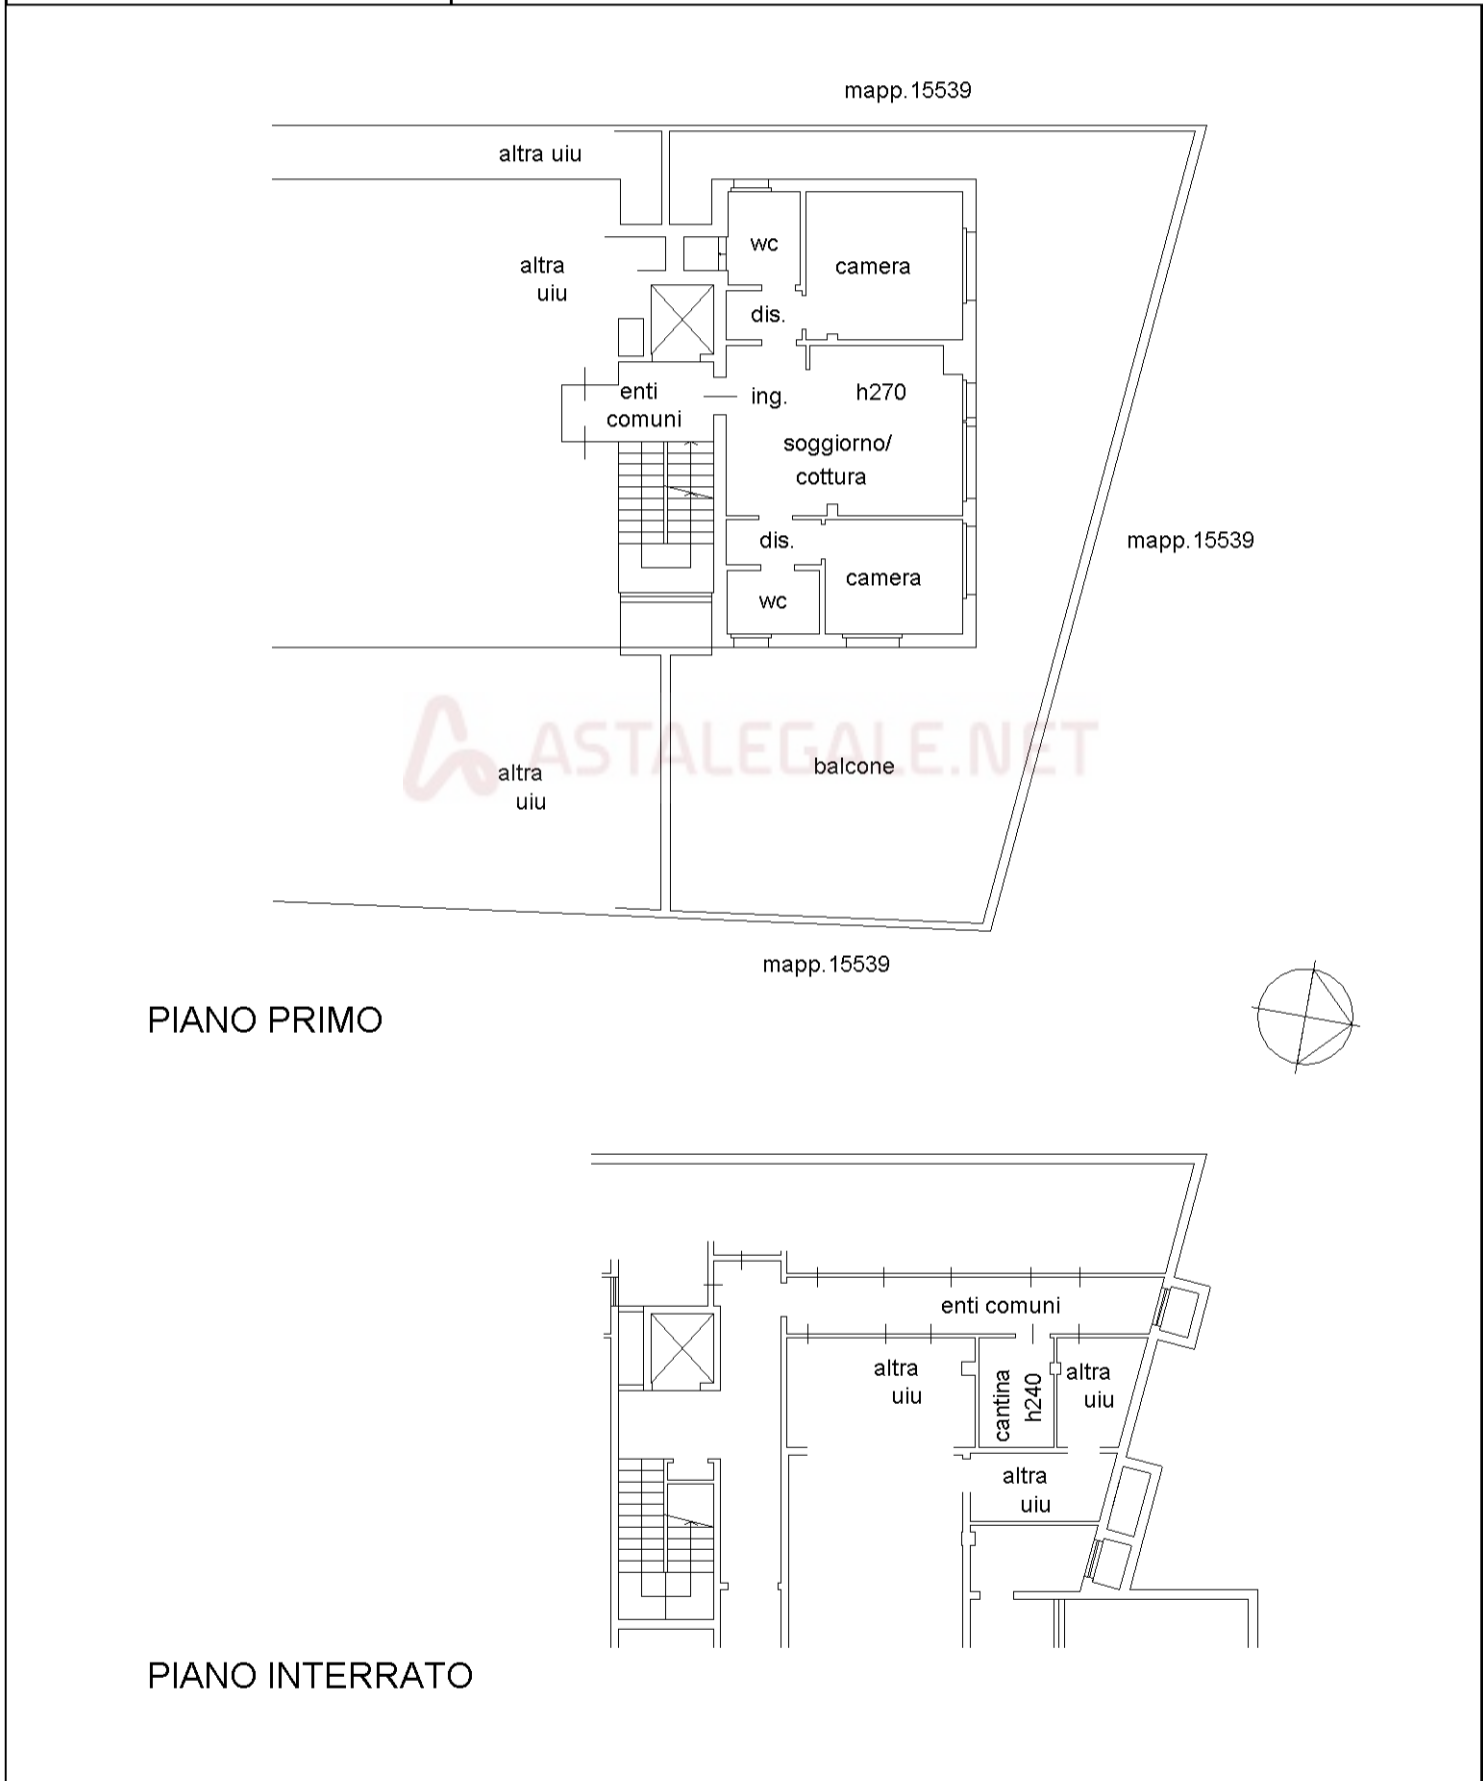 mapp.15539
altra uiu
wc
camera
altra
uiu
dis.
enti
comuni
ing.
h270
soggiorno/
cottura
mapp.15539
dis.
camera
wc
ASTALEGALE.NET
balcone
altra
uiu
mapp.15539
PIANO PRIMO
enti comuni
altra
uiu
cantina
h240
altra
uiu
altra
uiu
PIANO INTERRATO